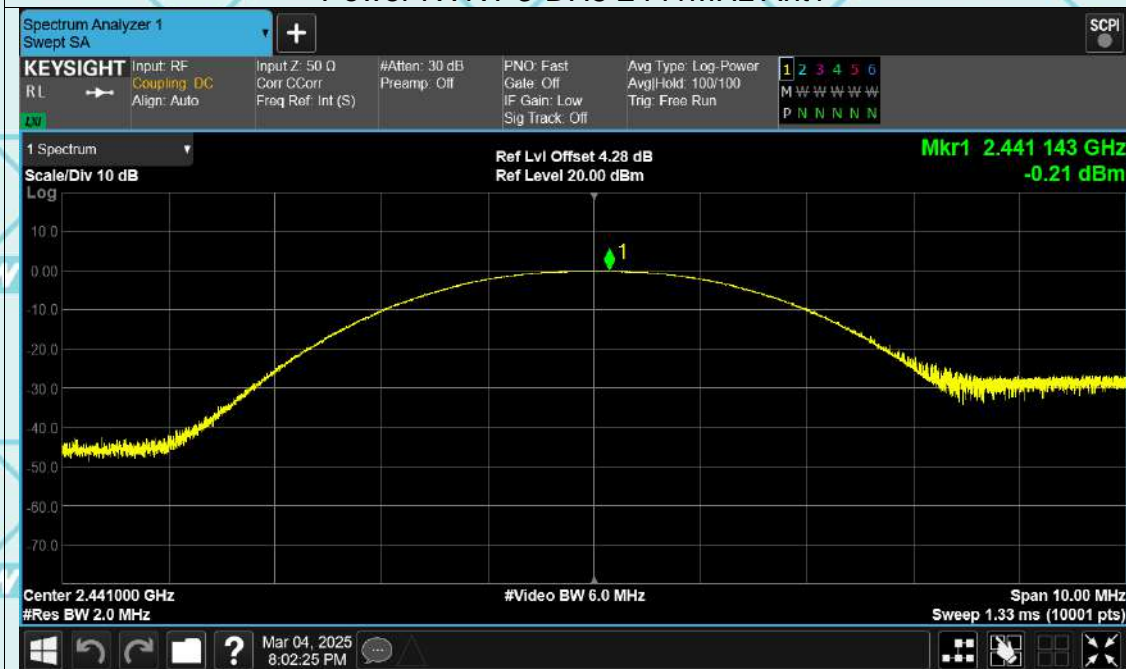 Spectrum Analyzer 1
Swept SA
+
SCPI
KEYSIGHT
RL
LXI
Input: RF
Coupling: DC
Align: Auto
Input Z: 50 Ω
Corr CCorr
Freq Ref: Int (S)
#Atten: 30 dB
Preamp: Off
PNO: Fast
Gate: Off
IF Gain: Low
Sig Track: Off
Avg Type: Log-Power
Avg|Hold: 100/100
Trig: Free Run
1 2 3 4 5 6
M W W W W W
P N N N N N
1 Spectrum
Scale/Div 10 dB
Log
Ref Lvl Offset 4.28 dB
Ref Level 20.00 dBm
Mkr1 2.441 143 GHz
-0.21 dBm
10.0
0.00
-10.0
-20.0
-30.0
-40.0
-50.0
-60.0
-70.0
1
Center 2.441000 GHz
#Res BW 2.0 MHz
#Video BW 6.0 MHz
Span 10.00 MHz
Sweep 1.33 ms (10001 pts)
?
Mar 04, 2025
8:02:25 PM